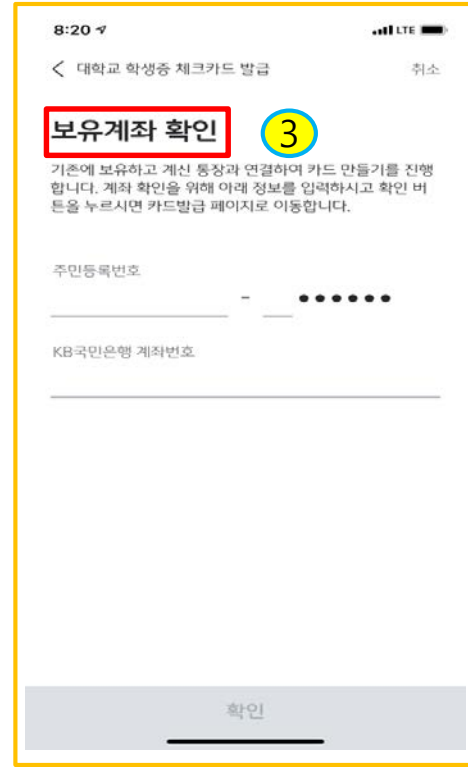 8:20
LTE
대학교 학생증 체크카드 발급 취소
보유계좌 확인
3
기존에 보유하고 계신 통장과 연결하여 카드 만들기를 진행
합니다. 계좌 확인을 위해 아래 정보를 입력하시고 확인 버
튼을 누르시면 카드발급 페이지로 이동합니다.
주민등록번호
- ●●●●●●
KB국민은행 계좌번호
확인